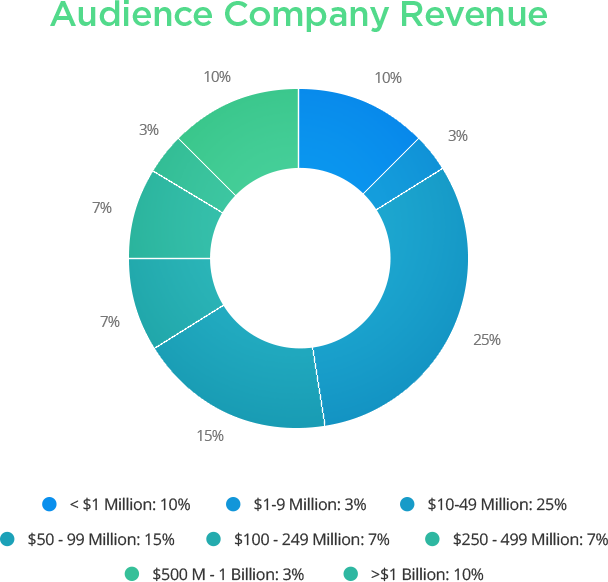 Audience Company Revenue
10%
10%
3%
3%
7%
7%
25%
15%
< $1 Million: 10%
$1-9 Million: 3%
$10-49 Million: 25%
$50 - 99 Million: 15%
$100 - 249 Million: 7%
$250 - 499 Million: 7%
$500 M - 1 Billion: 3%
>$1 Billion: 10%